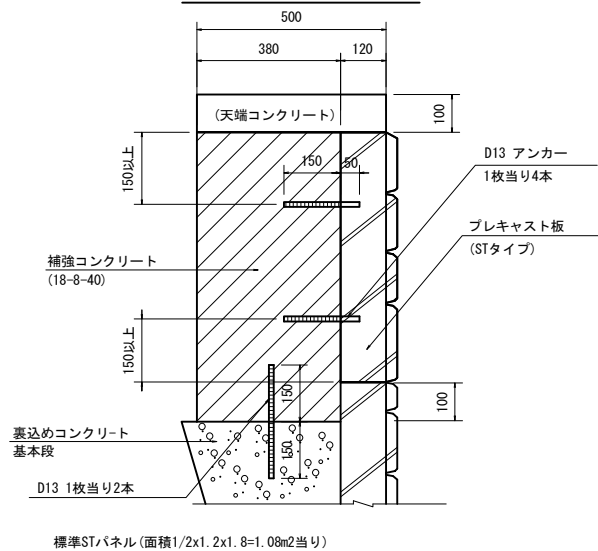 500
380
120
(天端コンクリート)
100
150以上
150
50
D13 アンカー
1枚当り4本
プレキャスト板
(STタイプ)
補強コンクリート
(18-8-40)
150以上
150
100
裏込めコンクリート
基本段
150
D13 1枚当り2本
標準STパネル(面積1/2x1.2x1.8=1.08m2当り)